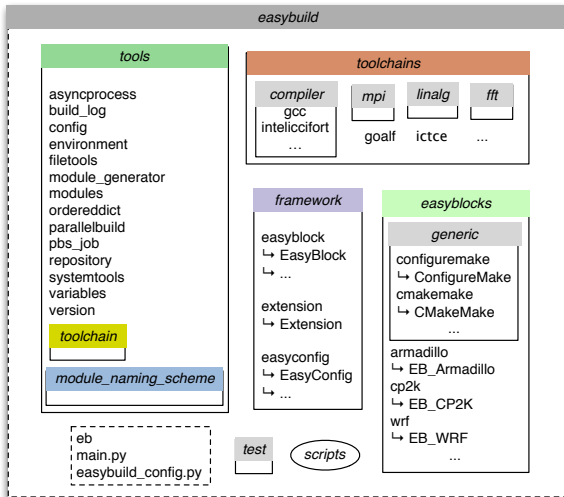 easybuild
tools
asyncprocess
build_log
config
environment
filetools
module_generator
modules
ordereddict
parallelbuild
pbs_job
repository
systemtools
variables
version
toolchain
module_naming_scheme
toolchains
compiler
gcc
inteliccifort
...
mpi
linalg
fft
goalf
ictce
...
framework
easyblock
↳ EasyBlock
↳ ...
extension
↳ Extension
easyconfig
↳ EasyConfig
↳ ...
easyblocks
generic
configuremake
↳ ConfigureMake
cmakemake
↳ CMakeMake
...
armadillo
↳ EB_Armadillo
cp2k
↳ EB_CP2K
wrf
↳ EB_WRF
...
eb
main.py
easybuild_config.py
test
scripts